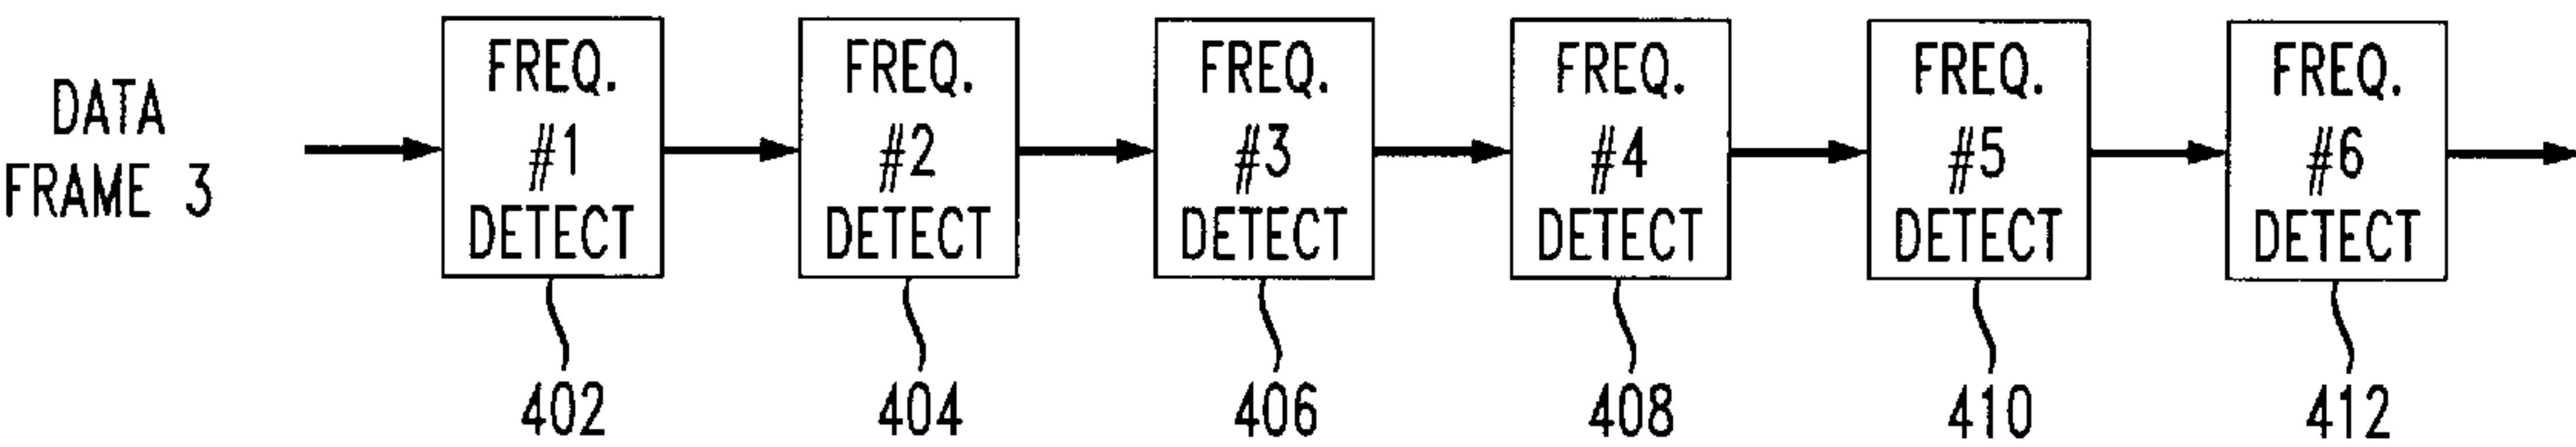 DATA
FRAME 3
FREQ.
#1
DETECT
FREQ.
#2
DETECT
FREQ.
#3
DETECT
FREQ.
#4
DETECT
FREQ.
#5
DETECT
FREQ.
#6
DETECT
402
404
406
408
410
412